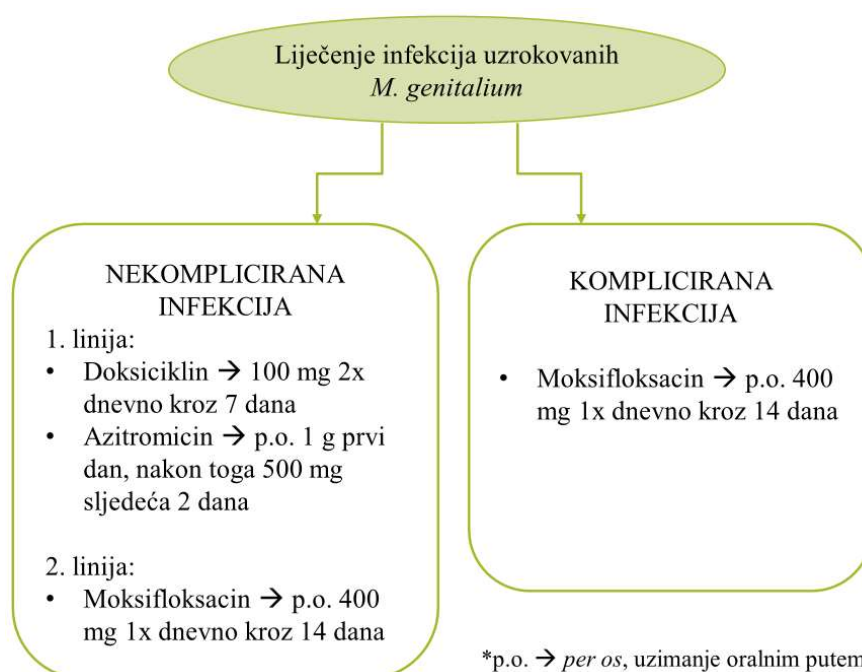 Liječenje infekcija uzrokovanih
M. genitalium
NEKOMPLICIRANA
INFEKCIJA
1. linija:
• Doksiciklin → 100 mg 2x
dnevno kroz 7 dana
• Azitromicin → p.o. 1 g prvi
dan, nakon toga 500 mg
sljedeća 2 dana
2. linija:
• Moksifloksacin → p.o. 400
mg 1x dnevno kroz 14 dana
KOMPLICIRANA
INFEKCIJA
• Moksifloksacin → p.o. 400
mg 1x dnevno kroz 14 dana
*p.o. → per os, uzimanje oralnim putem